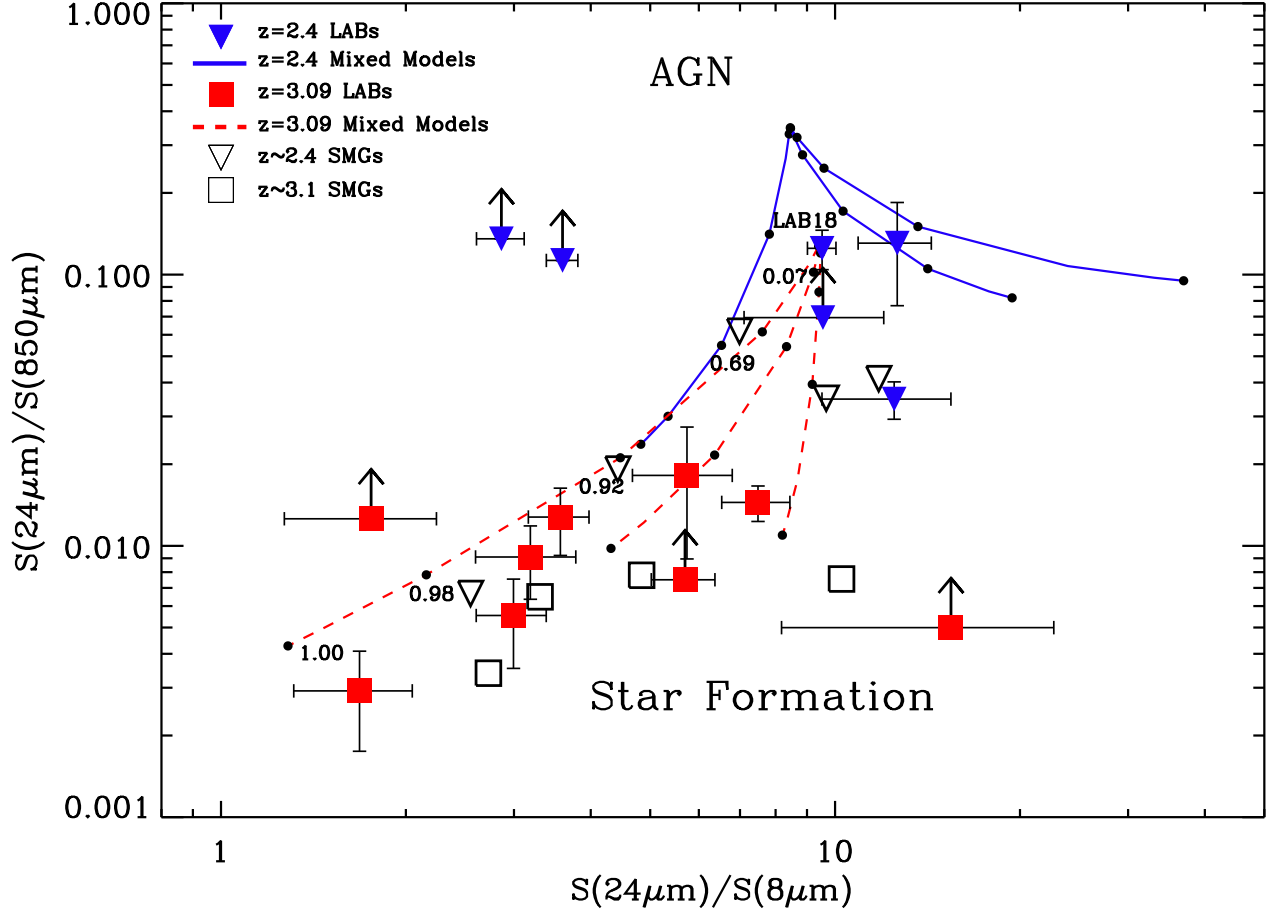 1.000
z=2.4 LABs
z=2.4 Mixed Models
z=3.09 LABs
z=3.09 Mixed Models
z~2.4 SMGs
z~3.1 SMGs
AGN
LAB18
0.100
0.07
0.69
0.92
0.010
0.98
1.00
Star Formation
0.001
1
10
S(24μm)/S(8μm)
S(24μm)/S(850μm)